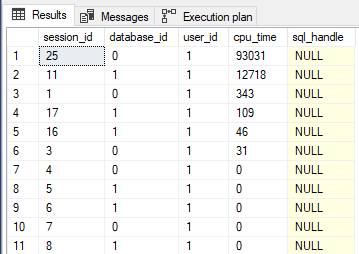 Results Messages Execution plan
session_id database_id user_id cpu_time sql_handle
1 25 0 1 93031 NULL
2 11 1 1 12718 NULL
3 1 0 1 343 NULL
4 17 1 1 109 NULL
5 16 1 1 46 NULL
6 3 0 1 31 NULL
7 4 0 1 0 NULL
8 5 1 1 0 NULL
9 6 1 1 0 NULL
10 7 0 1 0 NULL
11 8 1 1 0 NULL